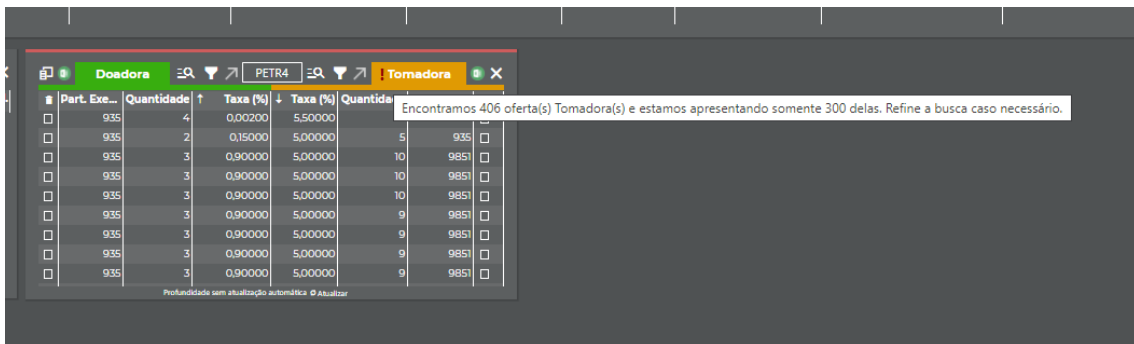 Doadora PETR4 ! Tomadora
Part. Exe... Quantidade ↑ Taxa (%) ↓ Taxa (%) Quantida
Encontramos 406 oferta(s) Tomadora(s) e estamos apresentando somente 300 delas. Refine a busca caso necessário.
935 4 0,00200 5,50000
935 2 0,15000 5,00000 5 935
935 3 0,90000 5,00000 10 9851
935 3 0,90000 5,00000 10 9851
935 3 0,90000 5,00000 10 9851
935 3 0,90000 5,00000 9 9851
935 3 0,90000 5,00000 9 9851
935 3 0,90000 5,00000 9 9851
935 3 0,90000 5,00000 9 9851
Profundidade sem atualização automática Atualizar